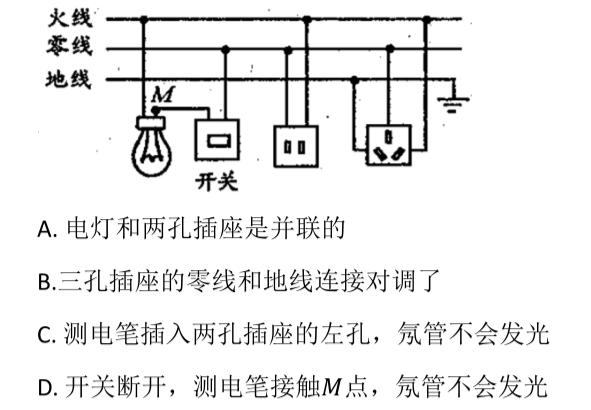 火线
零线
地线
M
开关
A. 电灯和两孔插座是并联的
B.三孔插座的零线和地线连接对调了
C. 测电笔插入两孔插座的左孔，氖管不会发光
D. 开关断开，测电笔接触M点，氖管不会发光